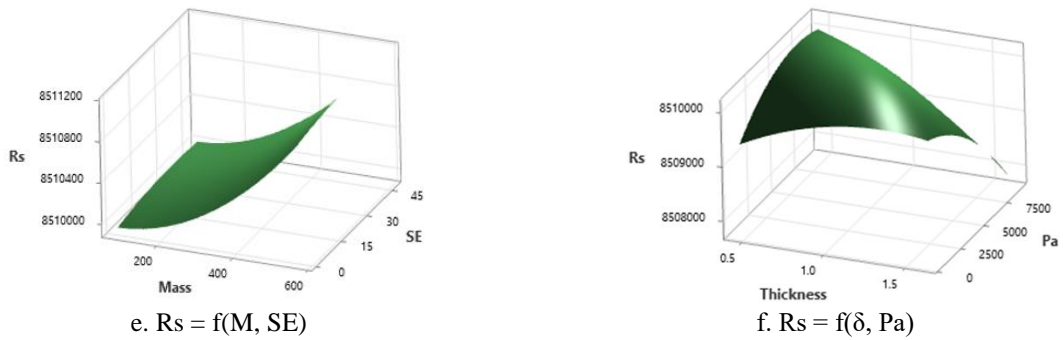 8511200
8510800
Rs
8510400
8510000
200
400
600
Mass
0
15
30
45
SE
e. Rs = f(M, SE)
8510000
Rs
8509000
8508000
0.5
1.0
1.5
Thickness
0
2500
5000
7500
Pa
f. Rs = f(δ, Pa)